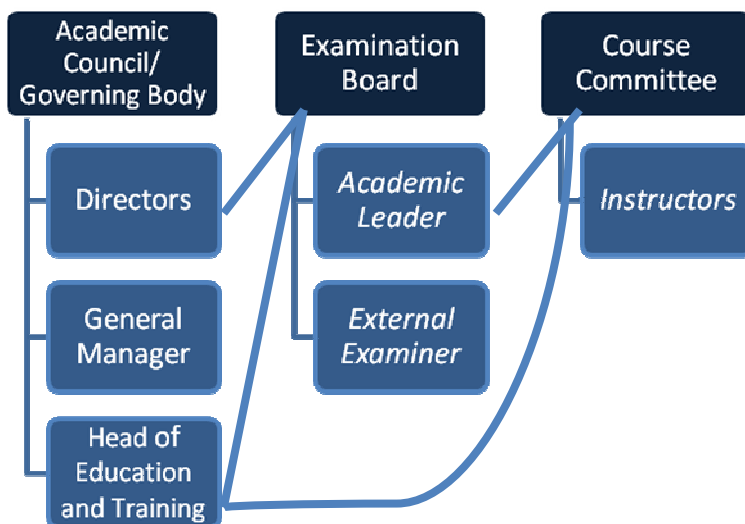 Academic
Council/
Governing Body
Directors
General
Manager
Head of
Education
and Training
Examination
Board
Academic
Leader
External
Examiner
Course
Committee
Instructors